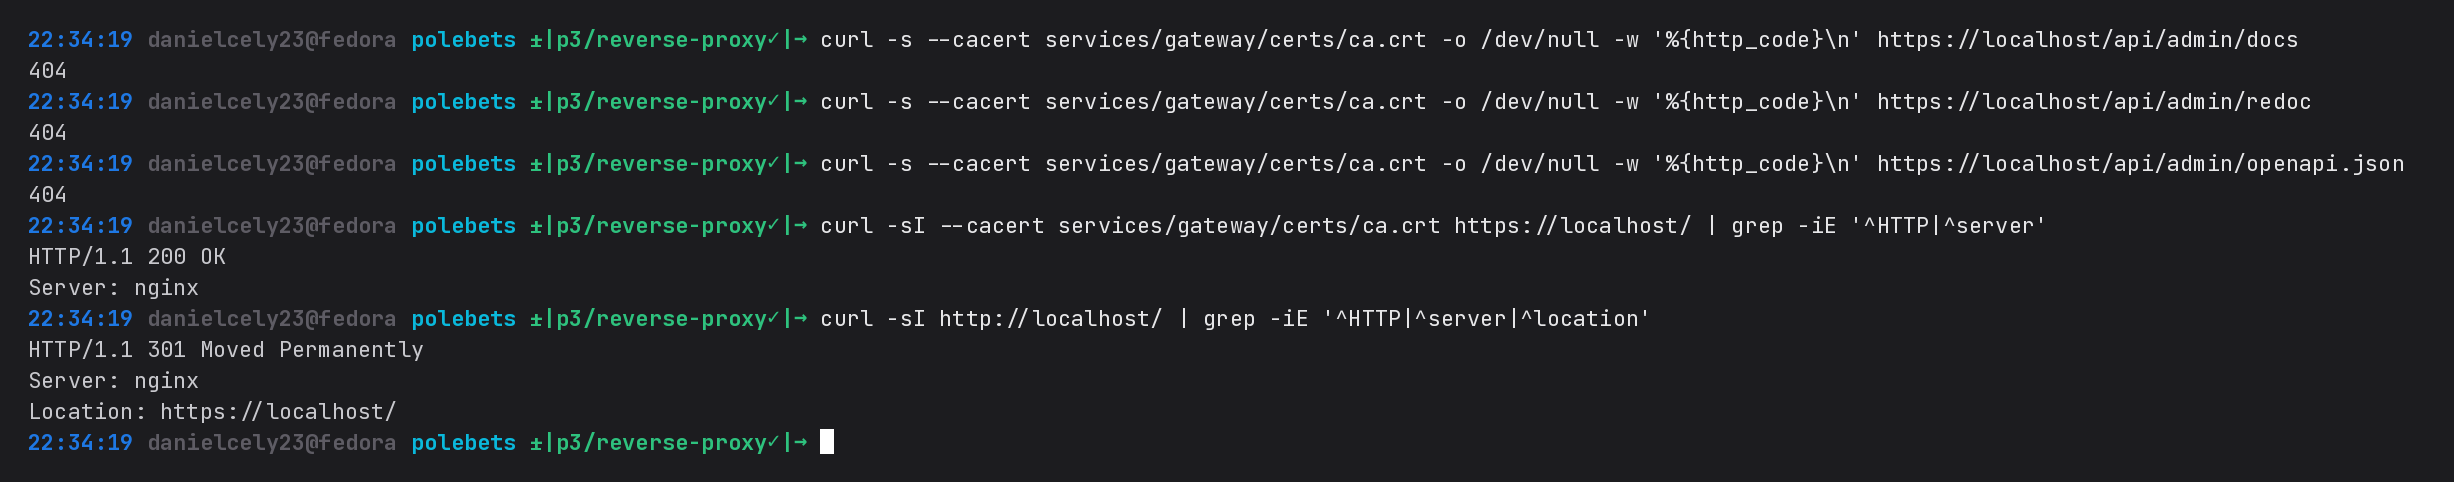 22:34:19 danielcely23@fedora polebets ±|p3/reverse-proxy✓|→ curl -s --cacert services/gateway/certs/ca.crt -o /dev/null -w '%{http_code}\n' https://localhost/api/admin/docs
404
22:34:19 danielcely23@fedora polebets ±|p3/reverse-proxy✓|→ curl -s --cacert services/gateway/certs/ca.crt -o /dev/null -w '%{http_code}\n' https://localhost/api/admin/redoc
404
22:34:19 danielcely23@fedora polebets ±|p3/reverse-proxy✓|→ curl -s --cacert services/gateway/certs/ca.crt -o /dev/null -w '%{http_code}\n' https://localhost/api/admin/openapi.json
404
22:34:19 danielcely23@fedora polebets ±|p3/reverse-proxy✓|→ curl -sI --cacert services/gateway/certs/ca.crt https://localhost/ | grep -iE '^HTTP|^server'
HTTP/1.1 200 OK
Server: nginx
22:34:19 danielcely23@fedora polebets ±|p3/reverse-proxy✓|→ curl -sI http://localhost/ | grep -iE '^HTTP|^server|^location'
HTTP/1.1 301 Moved Permanently
Server: nginx
Location: https://localhost/
22:34:19 danielcely23@fedora polebets ±|p3/reverse-proxy✓|→